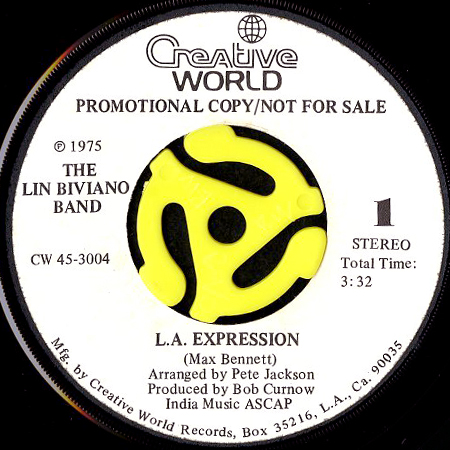 Creative
WORLD
PROMOTIONAL COPY/NOT FOR SALE
℗ 1975
THE
LIN BIVIANO
BAND
CW 45-3004
1
STEREO
Total Time:
3:32
L.A. EXPRESSION
(Max Bennett)
Arranged by Pete Jackson
Produced by Bob Curnow
India Music ASCAP
Mfg. by Creative World Records, Box 35216, L.A., Ca. 90035